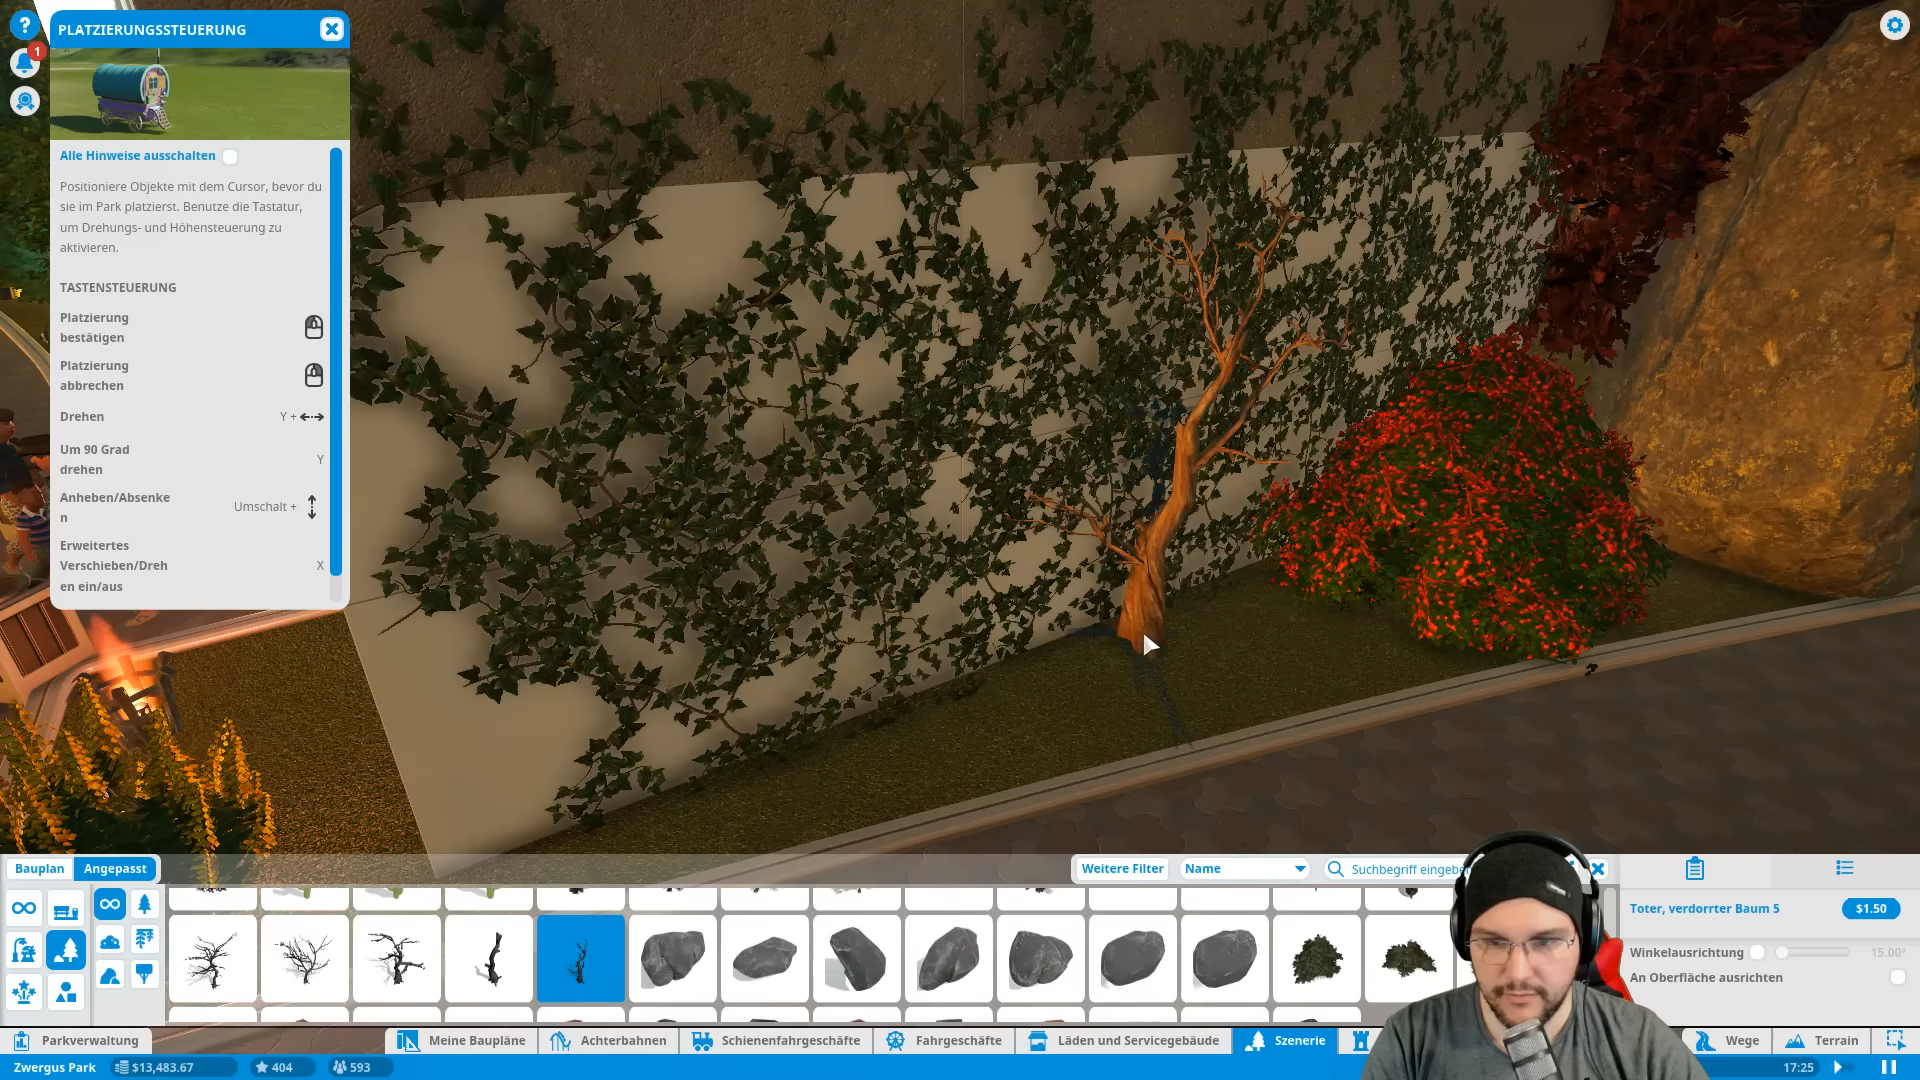 ?
1
PLATZIERUNGSSTEUERUNG
Alle Hinweise ausschalten
Positioniere Objekte mit dem Cursor, bevor du
sie im Park platzierst. Benutze die Tastatur,
um Drehungs- und Höhensteuerung zu
aktivieren.
TASTENSTEUERUNG
Platzierung
bestätigen
Platzierung
abbrechen
Drehen Y +
Um 90 Grad
drehen Y
Anheben/Absenke
n Umschalt +
Erweitertes
Verschieben/Dreh
en ein/aus X
Bauplan Angepasst
Weitere Filter Name Suchbegriff eingeben
Toter, verdorrter Baum 5 $1.50
Winkelausrichtung 15.00°
An Oberfläche ausrichten
Parkverwaltung Meine Baupläne Achterbahnen Schienenfahrgeschäfte Fahrgeschäfte Läden und Servicegebäude Szenerie Wege Terrain
Zwergus Park $13,483.67 404 593 17:25